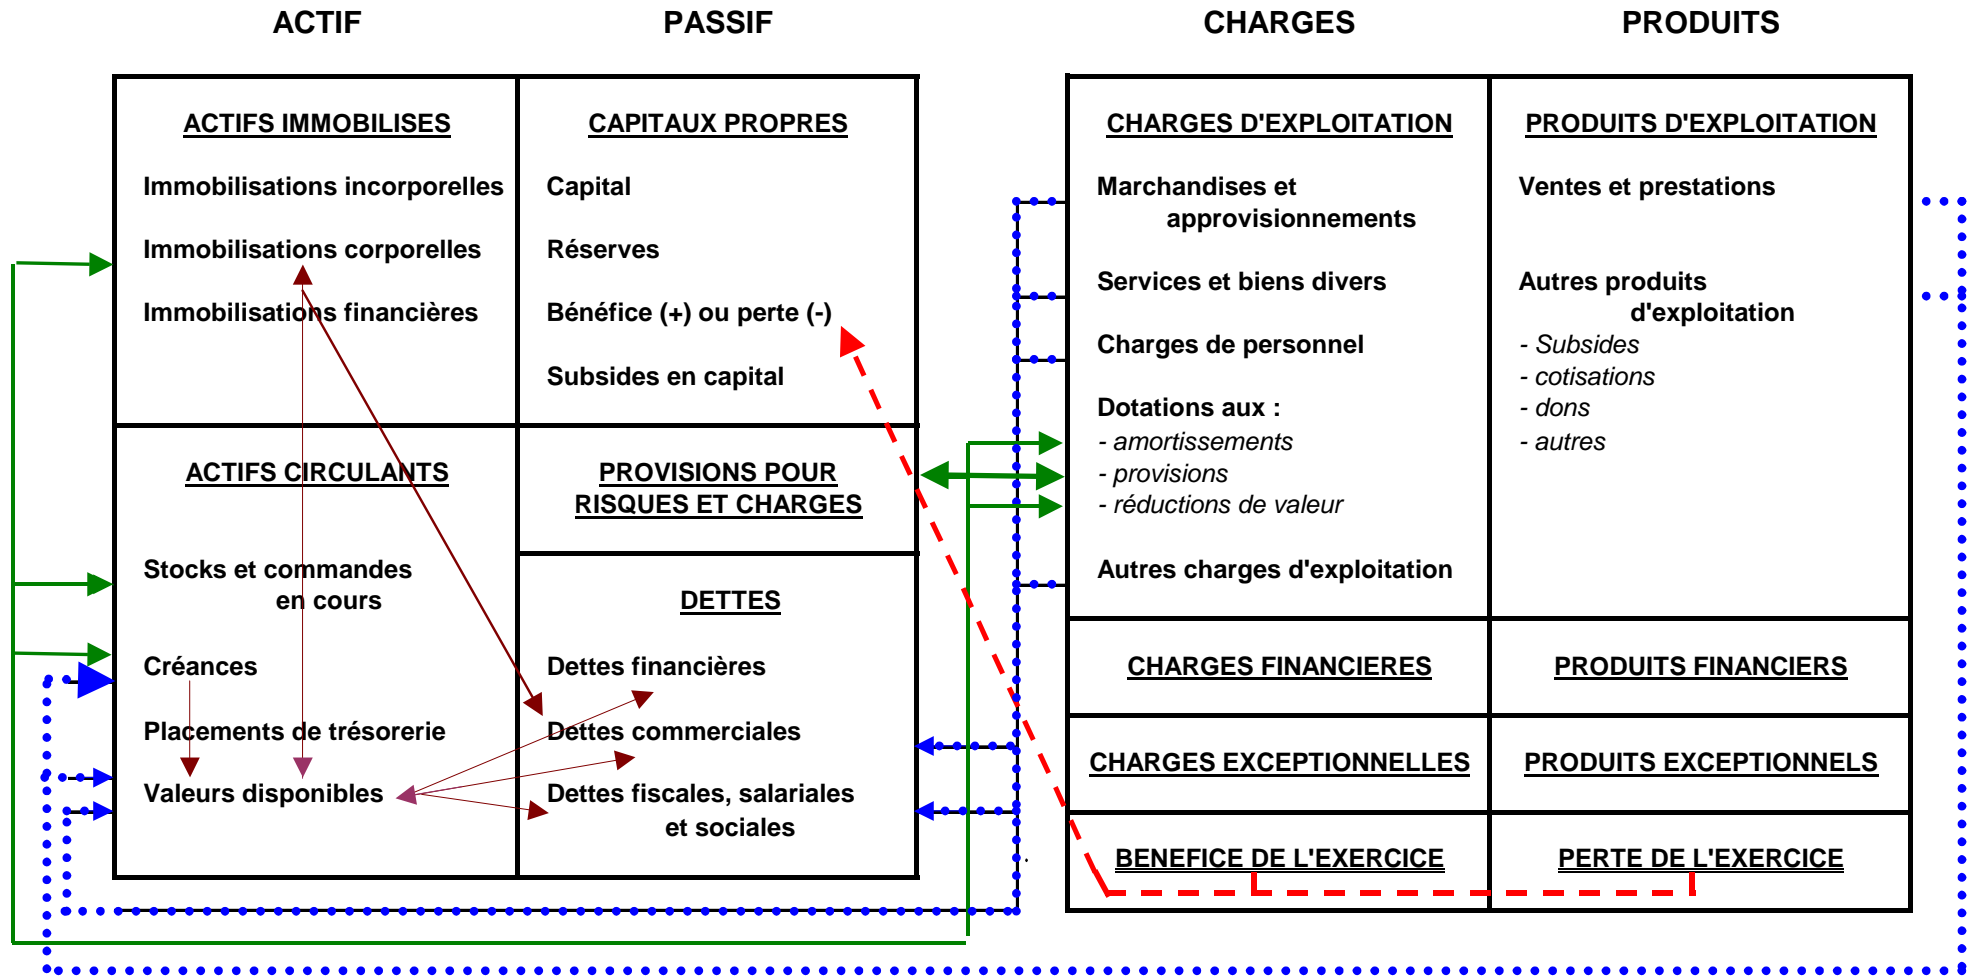 ACTIF
PASSIF
CHARGES
PRODUITS
ACTIFS IMMOBILISES
Immobilisations incorporelles
Immobilisations corporelles
Immobilisations financières
CAPITAUX PROPRES
Capital
Réserves
Bénéfice (+) ou perte (-)
Subsides en capital
ACTIFS CIRCULANTS
Stocks et commandes
en cours
Créances
Placements de trésorerie
Valeurs disponibles
PROVISIONS POUR
RISQUES ET CHARGES
DETTES
Dettes financières
Dettes commerciales
Dettes fiscales, salariales
et sociales
CHARGES D'EXPLOITATION
Marchandises et
approvisionnements
Services et biens divers
Charges de personnel
Dotations aux :
- amortissements
- provisions
- réductions de valeur
Autres charges d'exploitation
PRODUITS D'EXPLOITATION
Ventes et prestations
Autres produits
d'exploitation
- Subsides
- cotisations
- dons
- autres
CHARGES FINANCIERES
PRODUITS FINANCIERS
CHARGES EXCEPTIONNELLES
PRODUITS EXCEPTIONNELS
BENEFICE DE L'EXERCICE
PERTE DE L'EXERCICE